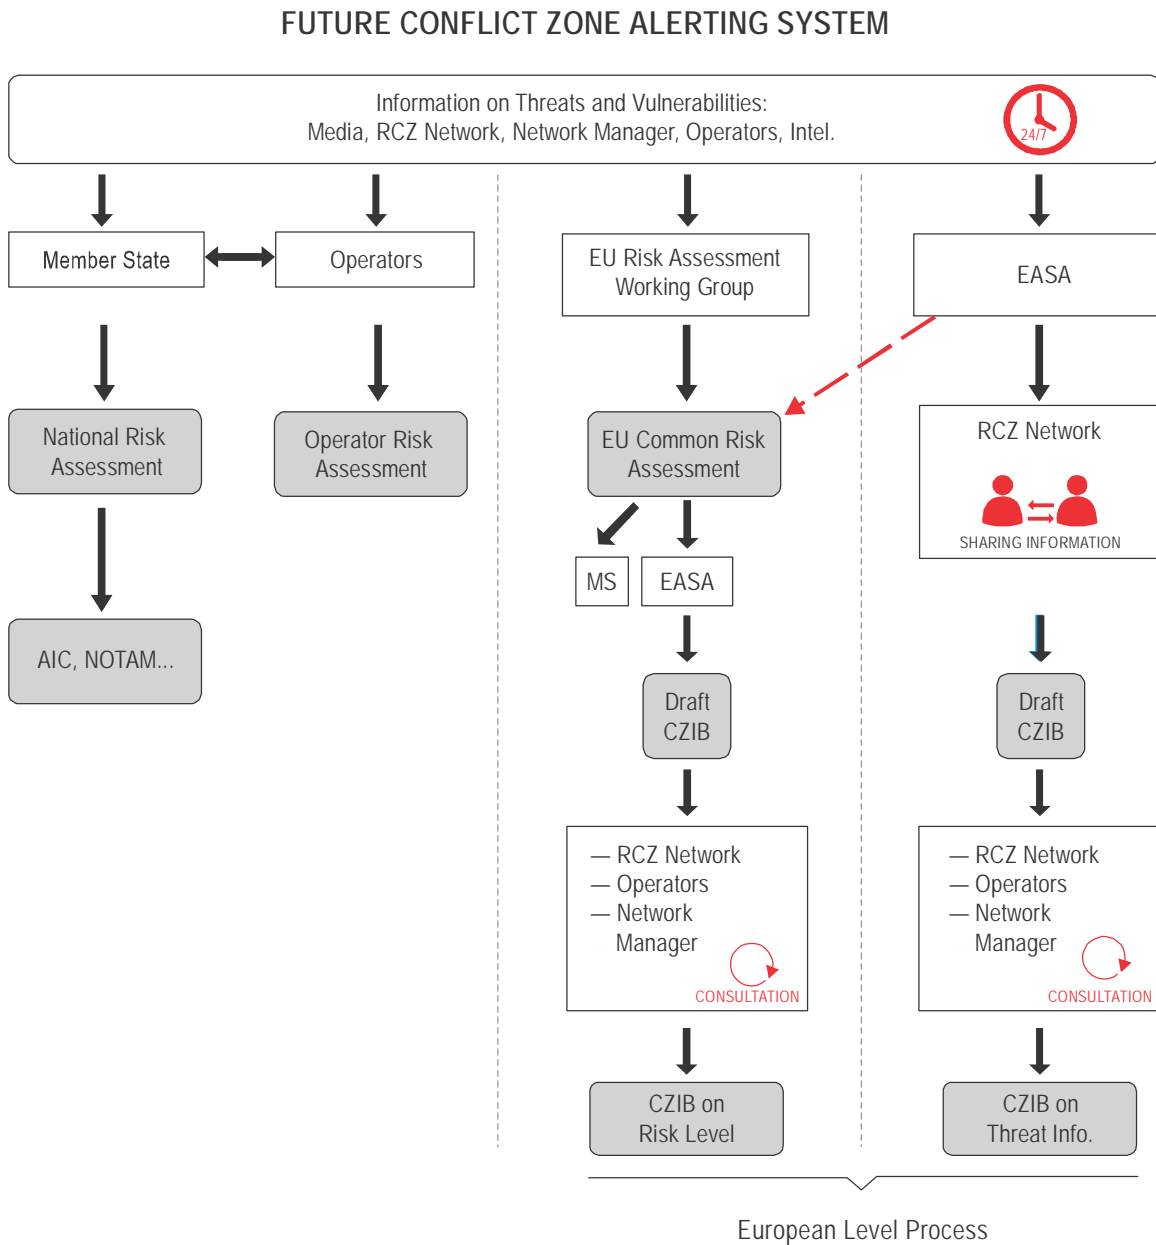 FUTURE CONFLICT ZONE ALERTING SYSTEM
Information on Threats and Vulnerabilities:
Media, RCZ Network, Network Manager, Operators, Intel.
24/7
Member State
Operators
EU Risk Assessment
Working Group
EASA
National Risk
Assessment
Operator Risk
Assessment
EU Common Risk
Assessment
RCZ Network
SHARING INFORMATION
MS
EASA
AIC, NOTAM...
Draft
CZIB
Draft
CZIB
— RCZ Network
— Operators
— Network
Manager
CONSULTATION
— RCZ Network
— Operators
— Network
Manager
CONSULTATION
CZIB on
Risk Level
CZIB on
Threat Info.
European Level Process